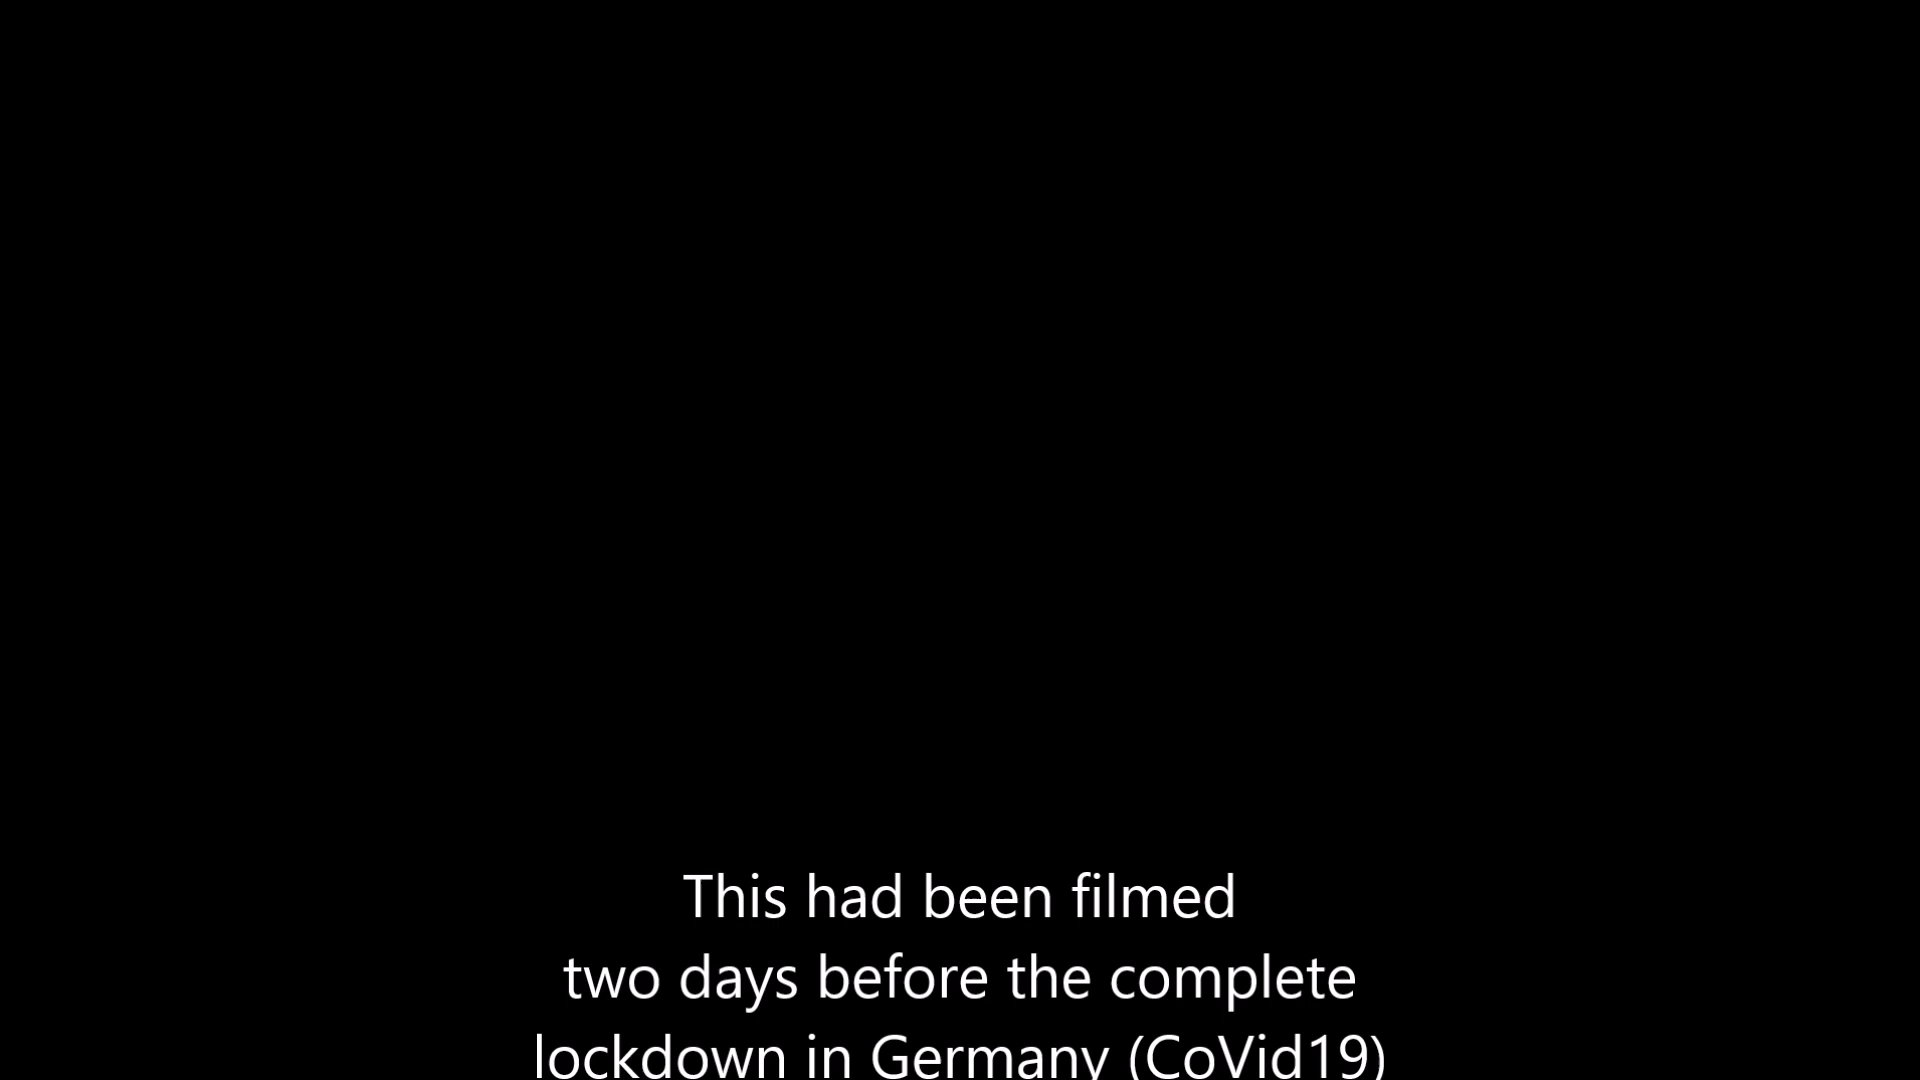 This had been filmed
two days before the complete
lockdown in Germany (CoVid19)